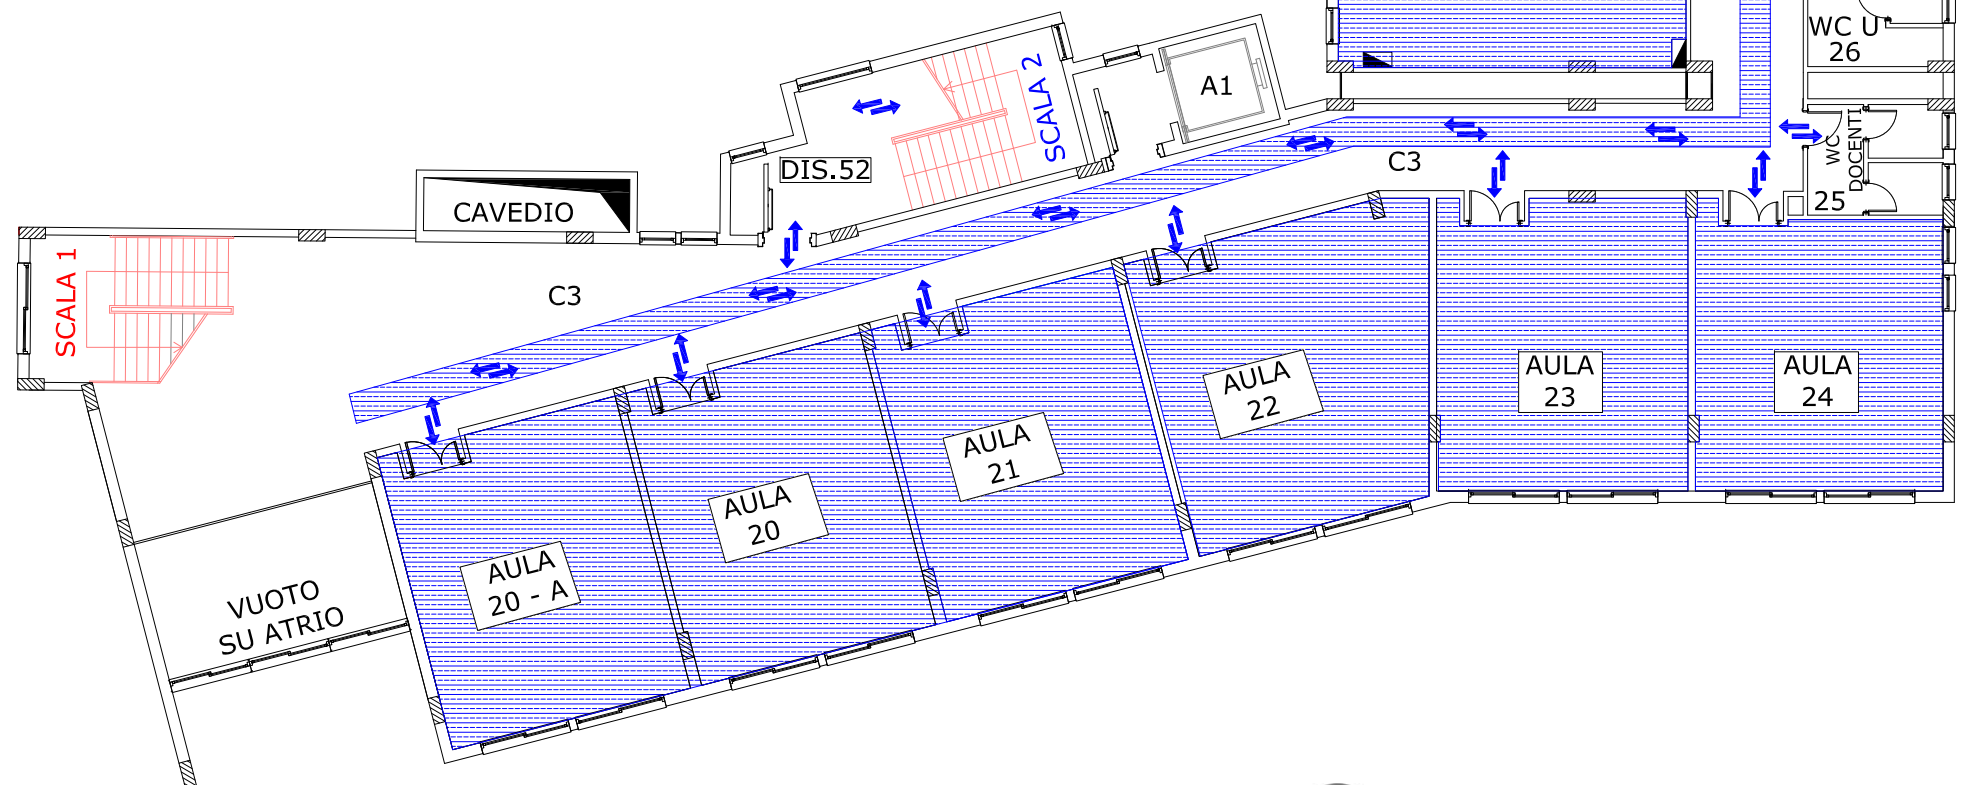 WC U
26
A1
SCALA 2
DIS.52
WC
DOCENTI
C3
25
CAVEDIO
SCALA 1
C3
AULA
20 - A
AULA
20
AULA
21
AULA
22
AULA
23
AULA
24
VUOTO
SU ATRIO